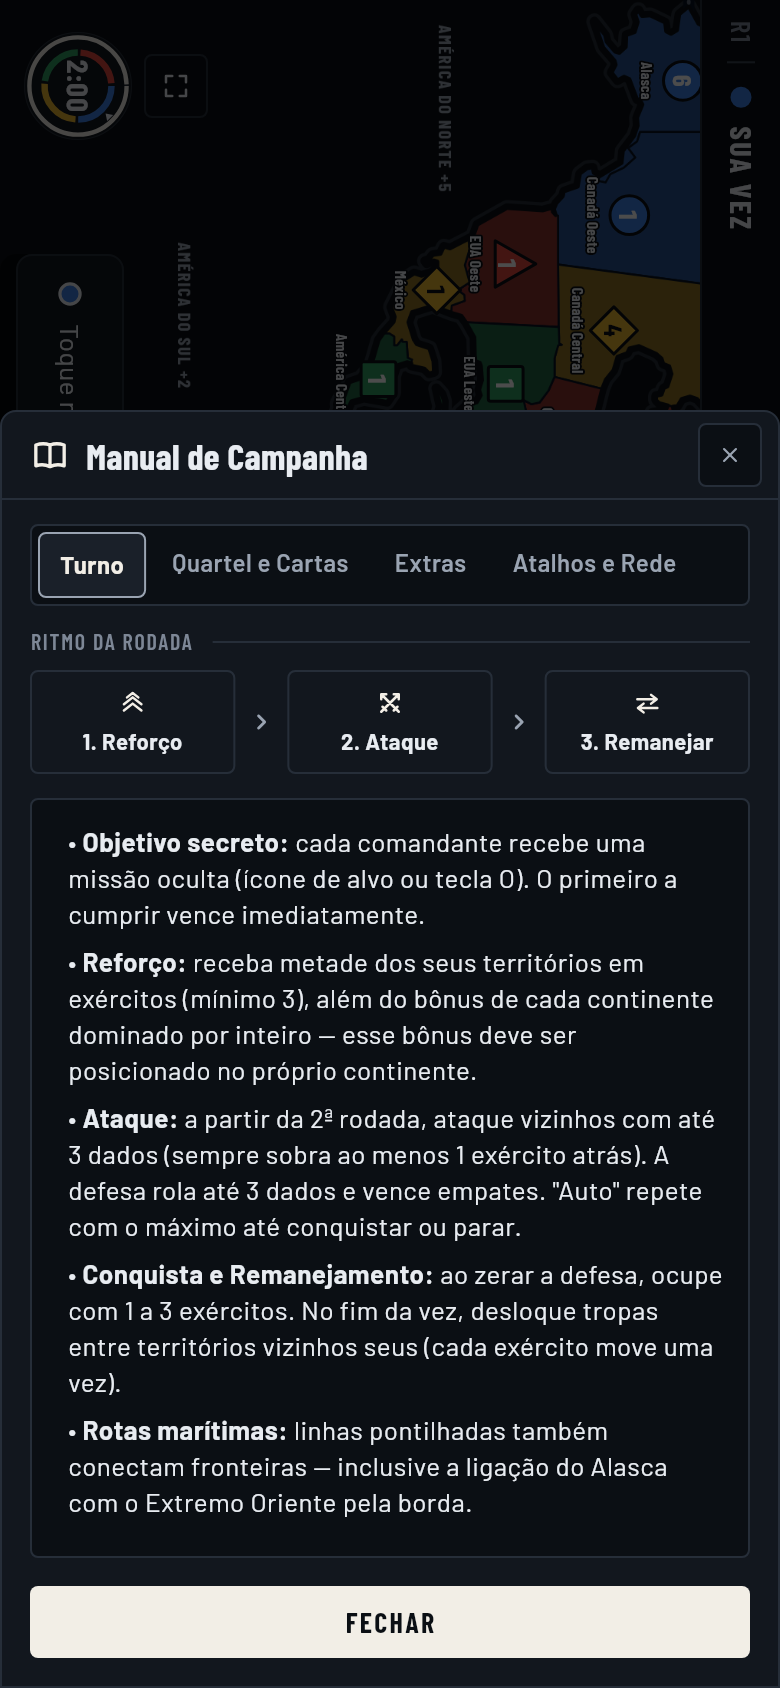 R1
SUA VEZ
2:00
AMÉRICA DO NORTE +5
AMÉRICA DO SUL +2
Alasca
6
Canadá Oeste
1
EUA Oeste
1
México
1
Canadá Central
4
América Cent
1
EUA Leste
1
Toque
Manual de Campanha
Turno
Quartel e Cartas
Extras
Atalhos e Rede
RITMO DA RODADA
1. Reforço
2. Ataque
3. Remanejar
• Objetivo secreto: cada comandante recebe uma
missão oculta (ícone de alvo ou tecla O). O primeiro a
cumprir vence imediatamente.
• Reforço: receba metade dos seus territórios em
exércitos (mínimo 3), além do bônus de cada continente
dominado por inteiro — esse bônus deve ser
posicionado no próprio continente.
• Ataque: a partir da 2ª rodada, ataque vizinhos com até
3 dados (sempre sobra ao menos 1 exército atrás). A
defesa rola até 3 dados e vence empates. "Auto" repete
com o máximo até conquistar ou parar.
• Conquista e Remanejamento: ao zerar a defesa, ocupe
com 1 a 3 exércitos. No fim da vez, desloque tropas
entre territórios vizinhos seus (cada exército move uma
vez).
• Rotas marítimas: linhas pontilhadas também
conectam fronteiras — inclusive a ligação do Alasca
com o Extremo Oriente pela borda.
FECHAR